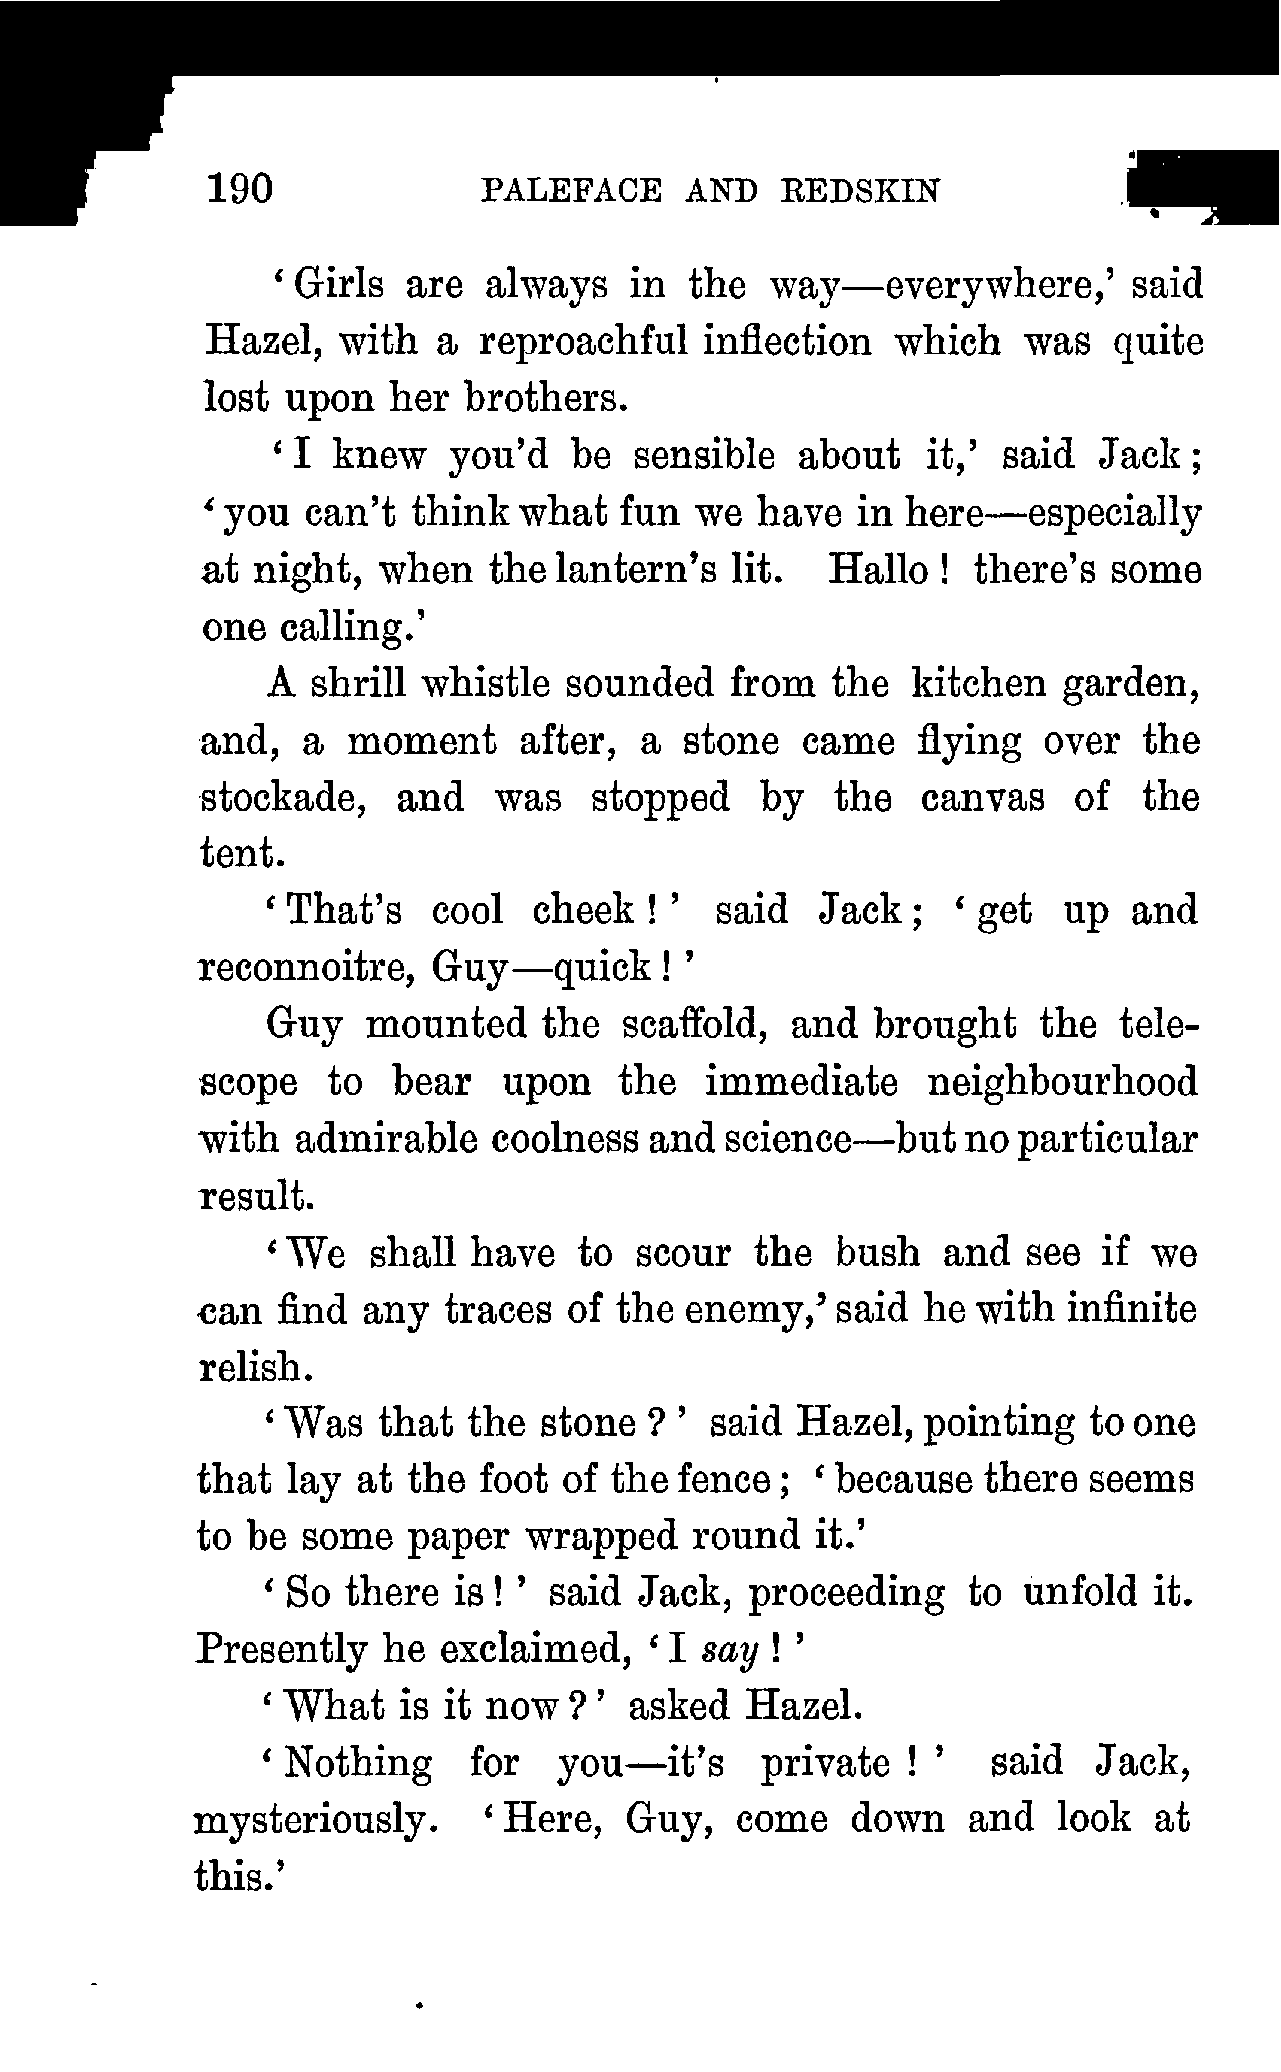 190 PALEFACE AND REDSKIN
‘Girls are always in the way—everywhere,’ said
Hazel, with a reproachful inflection which was quite
lost upon her brothers.
‘I knew you’d be sensible about it,’ said Jack;
‘you can’t think what fun we have in here—especially
at night, when the lantern’s lit. Hallo! there’s some
one calling.’
A shrill whistle sounded from the kitchen garden,
and, a moment after, a stone came flying over the
stockade, and was stopped by the canvas of the
tent.
‘That’s cool cheek!’ said Jack; ‘get up and
reconnoitre, Guy—quick!’
Guy mounted the scaffold, and brought the tele-
scope to bear upon the immediate neighbourhood
with admirable coolness and science—but no particular
result.
‘We shall have to scour the bush and see if we
can find any traces of the enemy,’ said he with infinite
relish.
‘Was that the stone?’ said Hazel, pointing to one
that lay at the foot of the fence; ‘because there seems
to be some paper wrapped round it.’
‘So there is!’ said Jack, proceeding to unfold it.
Presently he exclaimed, ‘I say!’
‘What is it now?’ asked Hazel.
‘Nothing for you—it’s private!’ said Jack,
mysteriously. ‘Here, Guy, come down and look at
this.’